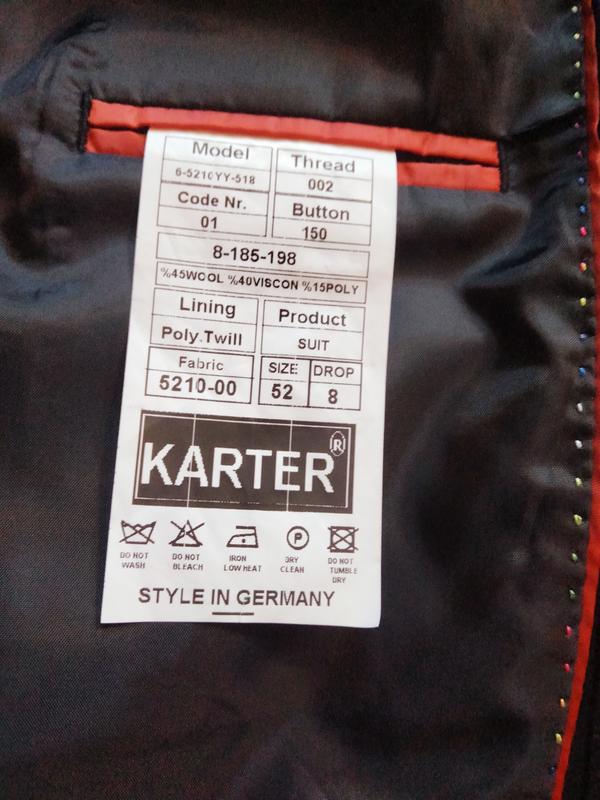 Model Thread
6-5210YY-518 002
Code Nr. Button
01 150
8-185-198
%45WOOL %40VISCON %15POLY
Lining Product
Poly.Twill SUIT
Fabric SIZE DROP
5210-00 52 8
KARTER®
DO NOT WASH
DO NOT BLEACH
IRON LOW HEAT
DRY CLEAN
DO NOT TUMBLE DRY
STYLE IN GERMANY